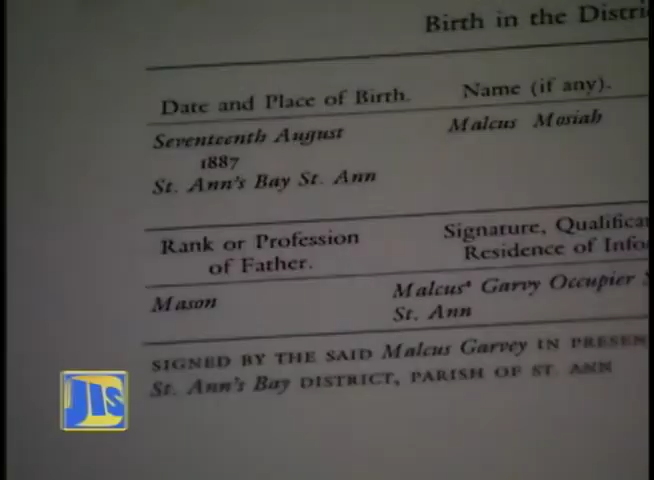 Birth in the Distri
Date and Place of Birth.
Name (if any).
Seventeenth August
1887
St. Ann's Bay St. Ann
Malcus Mosiah
Rank or Profession
of Father.
Signature, Qualificat
Residence of Info
Mason
Malcus* Garvy Occupier
St. Ann
SIGNED BY THE SAID Malcus Garvey IN PRESEN
St. Ann's Bay DISTRICT, PARISH OF ST. ANN
JIS